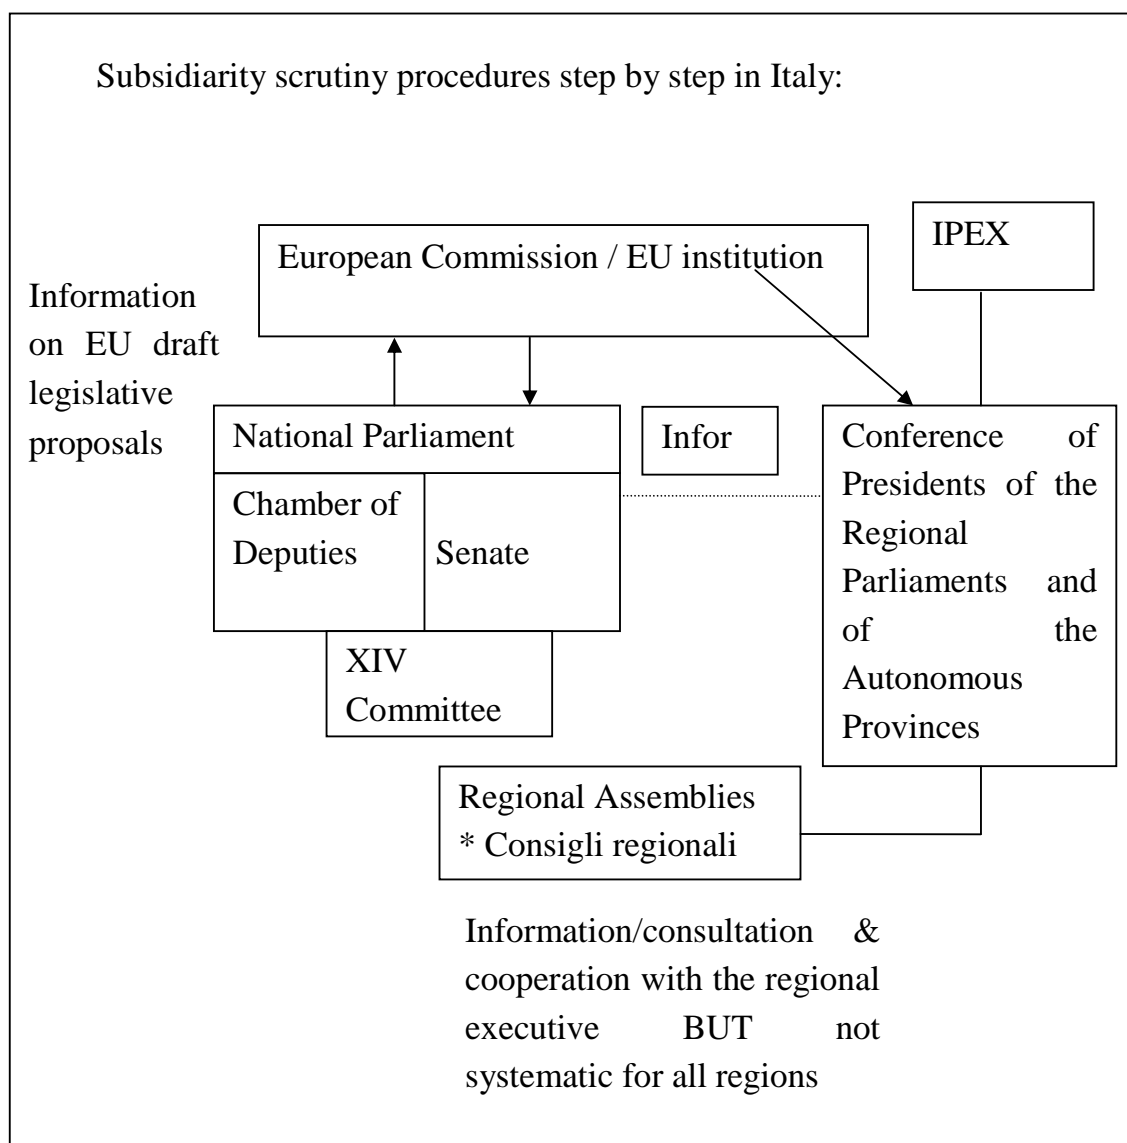 Subsidiarity scrutiny procedures step by step in Italy:
IPEX
European Commission / EU institution
Information
on EU draft
legislative
proposals
National Parliament
Infor
Chamber of
Deputies
Senate
XIV
Committee
Conference of
Presidents of the
Regional
Parliaments and
of the
Autonomous
Provinces
Regional Assemblies
* Consigli regionali
Information/consultation &
cooperation with the regional
executive BUT not
systematic for all regions